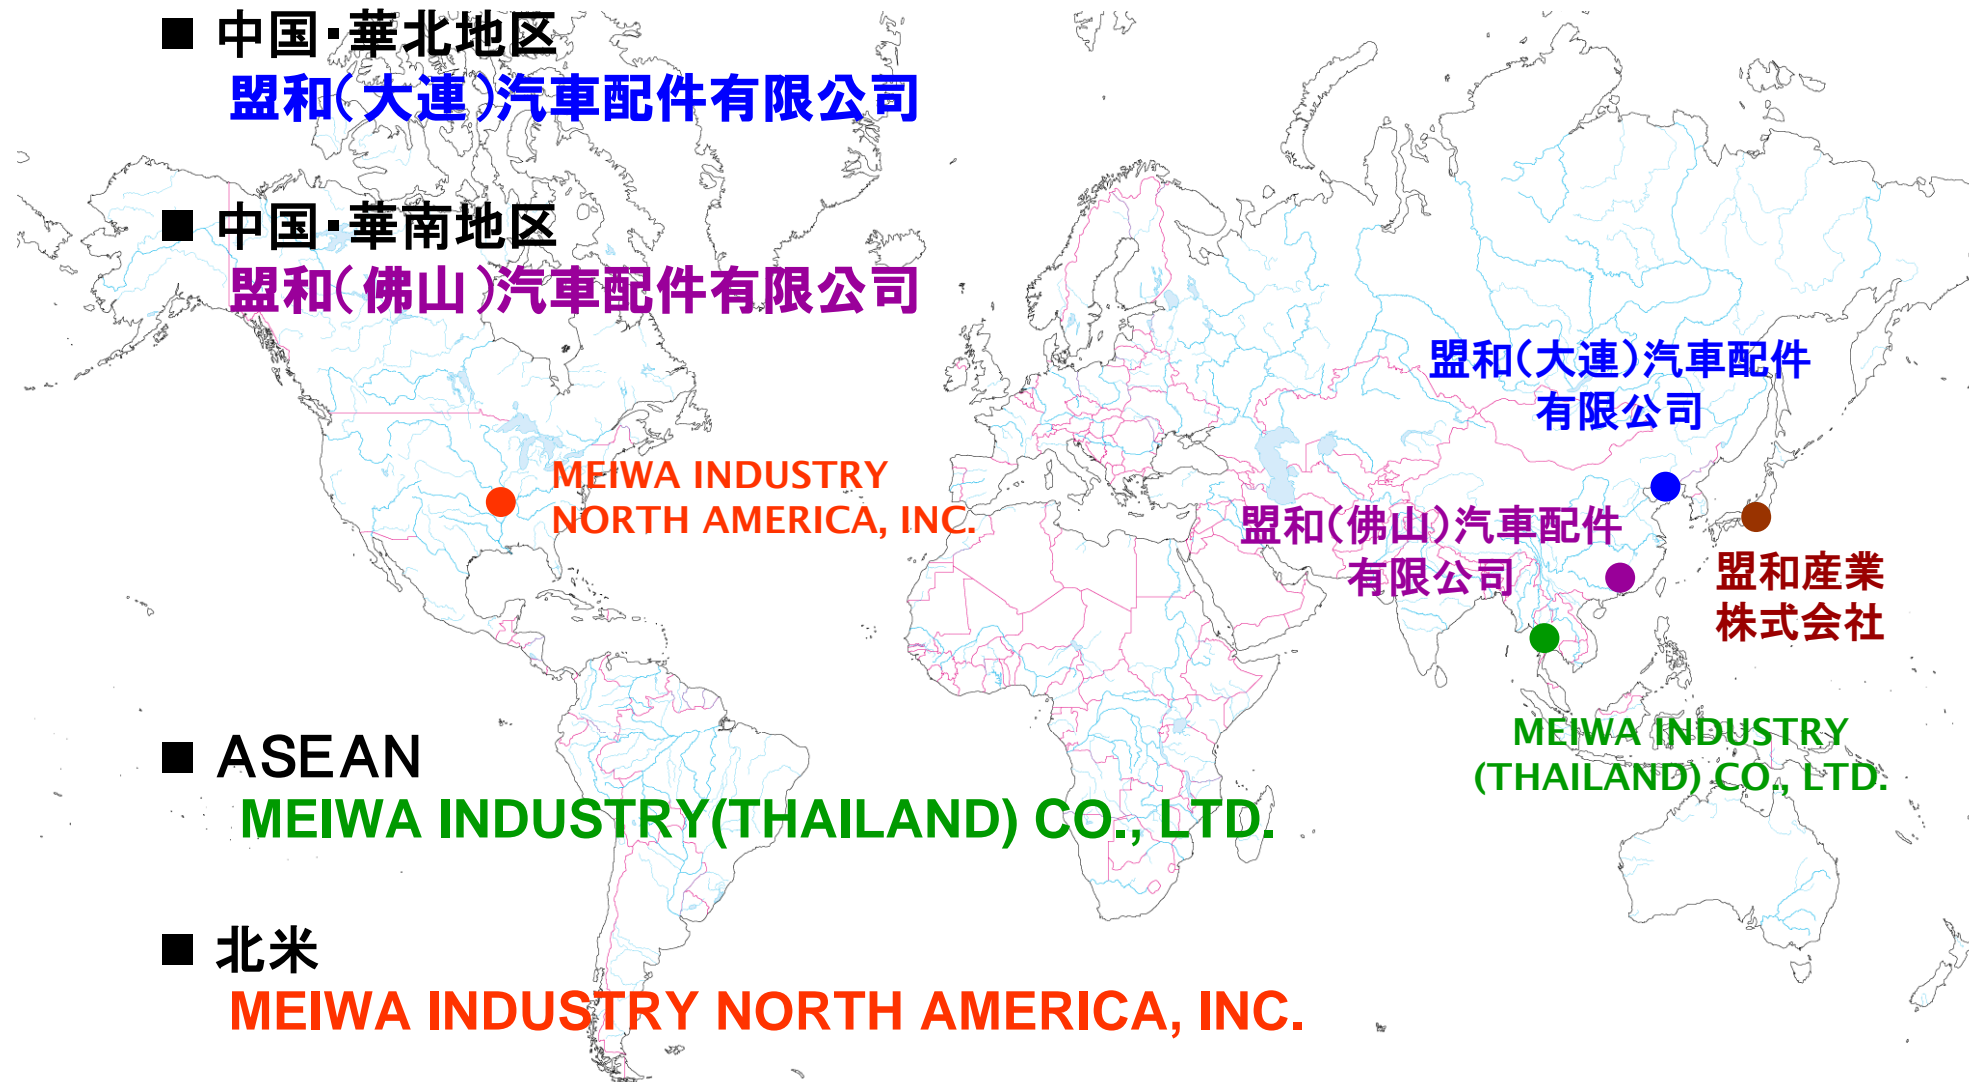 ■ 中国・華北地区
盟和(大連)汽車配件有限公司
■ 中国・華南地区
盟和(佛山)汽車配件有限公司
盟和(大連)汽車配件
有限公司
MEIWA INDUSTRY
NORTH AMERICA, INC.
盟和(佛山)汽車配件
有限公司
盟和産業
株式会社
MEIWA INDUSTRY
(THAILAND) CO., LTD.
■ ASEAN
MEIWA INDUSTRY(THAILAND) CO., LTD.
■ 北米
MEIWA INDUSTRY NORTH AMERICA, INC.